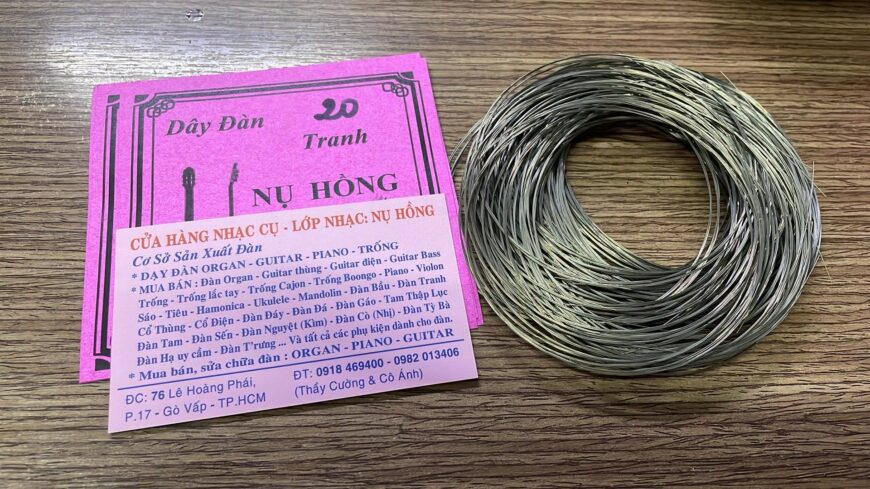 Dây Đàn
20
Tranh
NỤ HỒNG
CỬA HÀNG NHẠC CỤ - LỚP NHẠC: NỤ HỒNG
Cơ Sở Sản Xuất Đàn
* DẠY ĐÀN ORGAN - GUITAR - PIANO - TRỐNG
* MUA BÁN : Đàn Organ - Guitar thùng - Guitar điện - Guitar Bass
Trống - Trống lắc tay - Trống Cajon - Trống Boongo - Piano - Violon
Sáo - Tiêu - Hamonica - Ukulele - Mandolin - Đàn Bầu - Đàn Tranh
Cổ Thùng - Cổ Điện - Đàn Đáy - Đàn Đá - Đàn Gáo - Tam Thập Lục
Đàn Tam - Đàn Sến - Đàn Nguyệt (Kìm) - Đàn Cò (Nhị) - Đàn Tỳ Bà
Đàn Hạ uy cầm - Đàn T'rưng ... Và tất cả các phụ kiện dành cho đàn.
* Mua bán, sửa chữa đàn : ORGAN - PIANO - GUITAR
ĐC: 76 Lê Hoàng Phái,
P.17 - Gò Vấp - TP.HCM
ĐT: 0918 469400 - 0982 013406
(Thầy Cường & Cô Ánh)